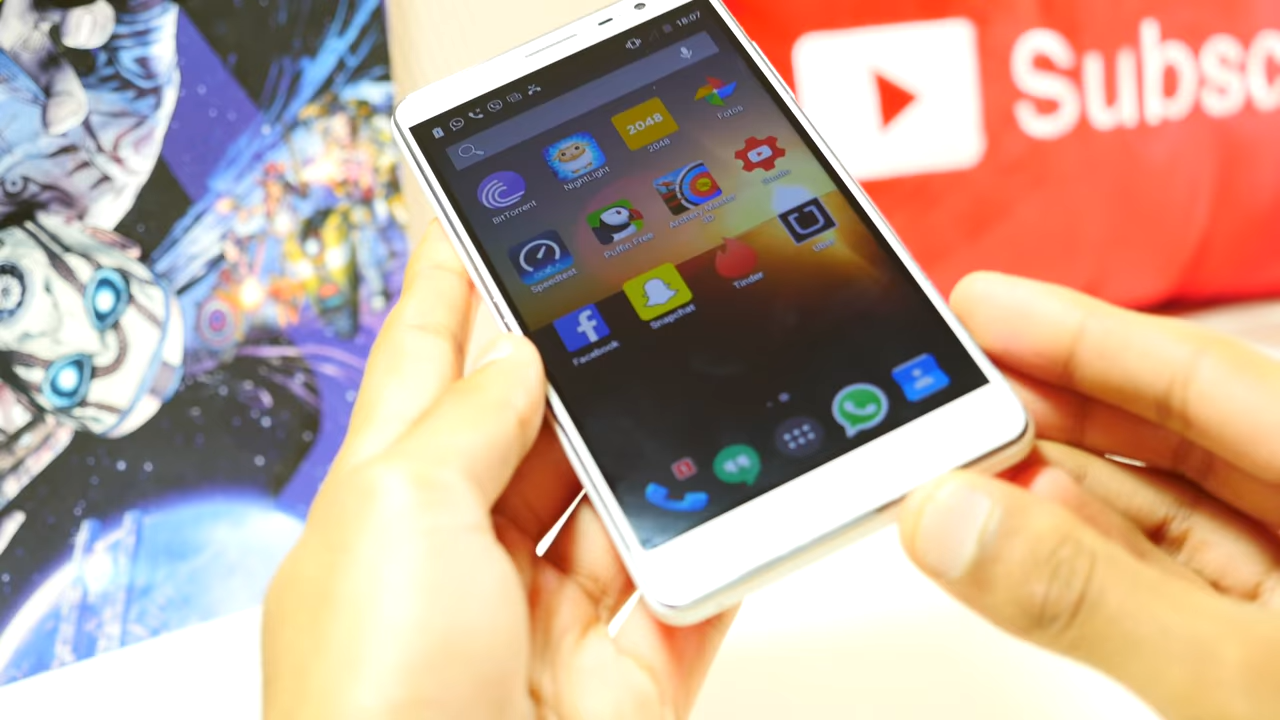 18:07
BitTorrent
NightLight
2048
2048
Fotos
Speedtest
Puffin Free
Archery Master
3D
Studio
Facebook
Snapchat
Tinder
Uber
Subsc